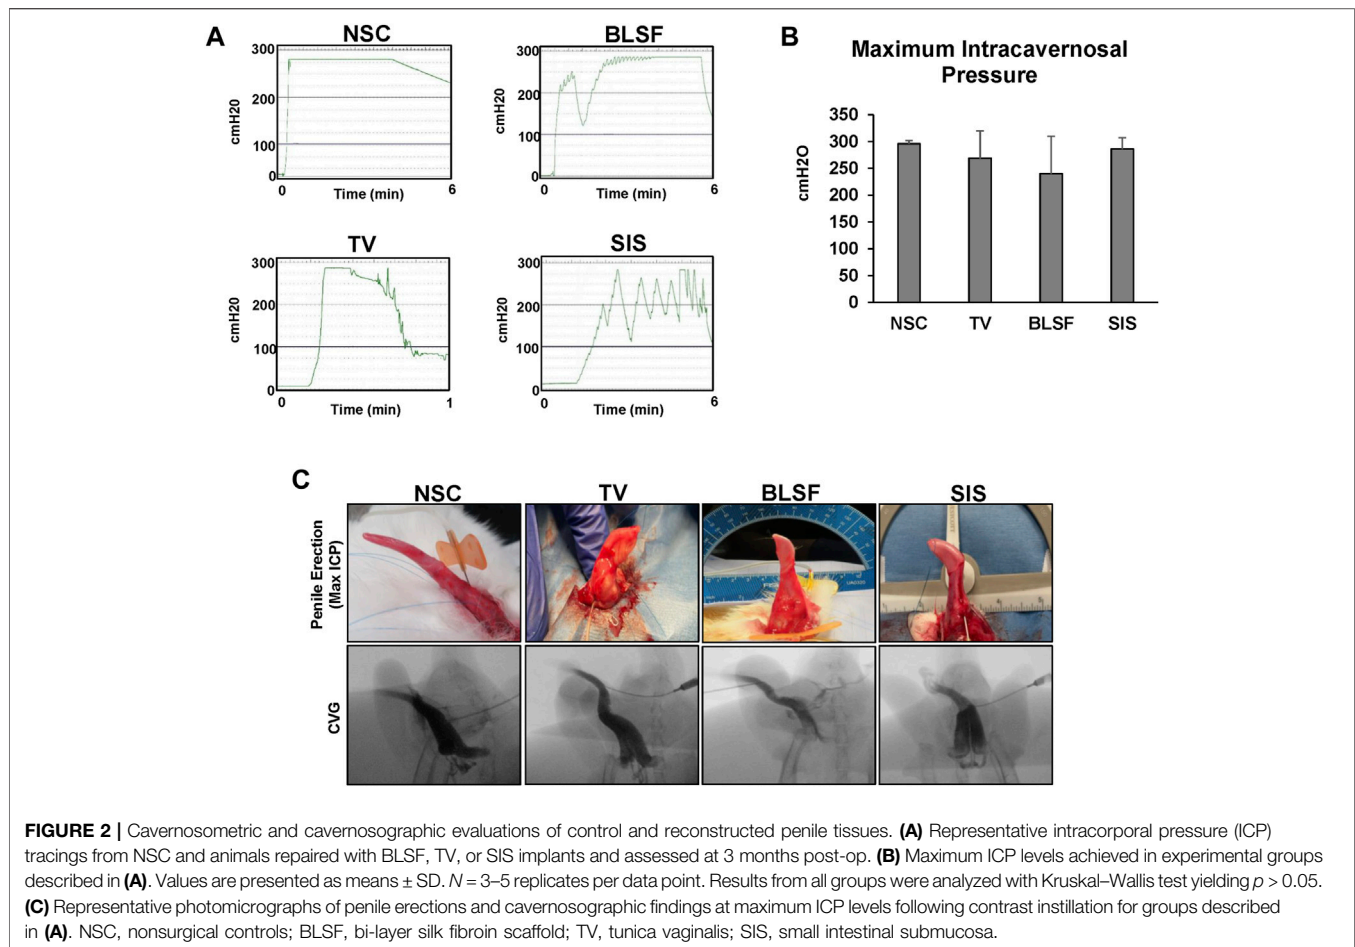 A
NSC
300
200
100
0
cmH20
0
6
Time (min)
BLSF
300
200
100
0
cmH20
0
6
Time (min)
TV
300
200
100
0
cmH20
0
1
Time (min)
SIS
300
200
100
0
cmH20
0
6
Time (min)
B
Maximum Intracavernosal
Pressure
350
300
250
200
150
100
50
0
cmH2O
NSC
TV
BLSF
SIS
C
NSC
TV
BLSF
SIS
Penile Erection
(Max ICP)
CVG
FIGURE 2 | Cavernosometric and cavernosographic evaluations of control and reconstructed penile tissues. (A) Representative intracorporal pressure (ICP)
tracings from NSC and animals repaired with BLSF, TV, or SIS implants and assessed at 3 months post-op. (B) Maximum ICP levels achieved in experimental groups
described in (A). Values are presented as means ± SD. N = 3–5 replicates per data point. Results from all groups were analyzed with Kruskal–Wallis test yielding p > 0.05.
(C) Representative photomicrographs of penile erections and cavernosographic findings at maximum ICP levels following contrast instillation for groups described
in (A). NSC, nonsurgical controls; BLSF, bi-layer silk fibroin scaffold; TV, tunica vaginalis; SIS, small intestinal submucosa.